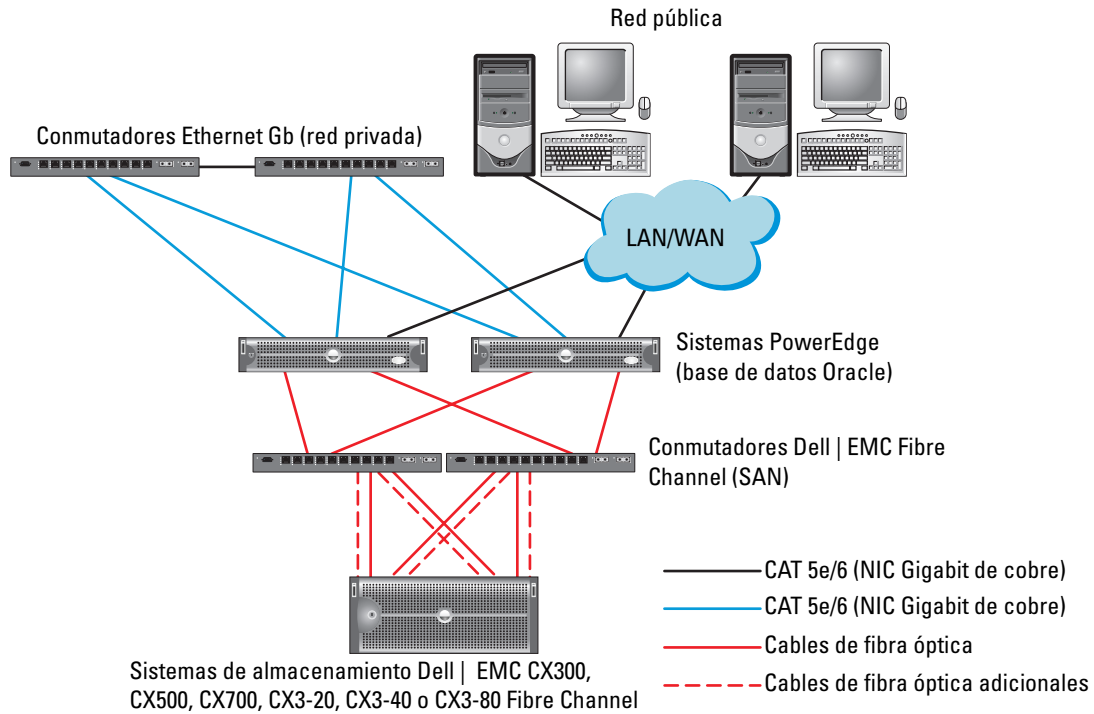 Red pública
Conmutadores Ethernet Gb (red privada)
LAN/WAN
Sistemas PowerEdge
(base de datos Oracle)
Conmutadores Dell | EMC Fibre
Channel (SAN)
CAT 5e/6 (NIC Gigabit de cobre)
CAT 5e/6 (NIC Gigabit de cobre)
Cables de fibra óptica
Cables de fibra óptica adicionales
Sistemas de almacenamiento Dell | EMC CX300,
CX500, CX700, CX3-20, CX3-40 o CX3-80 Fibre Channel